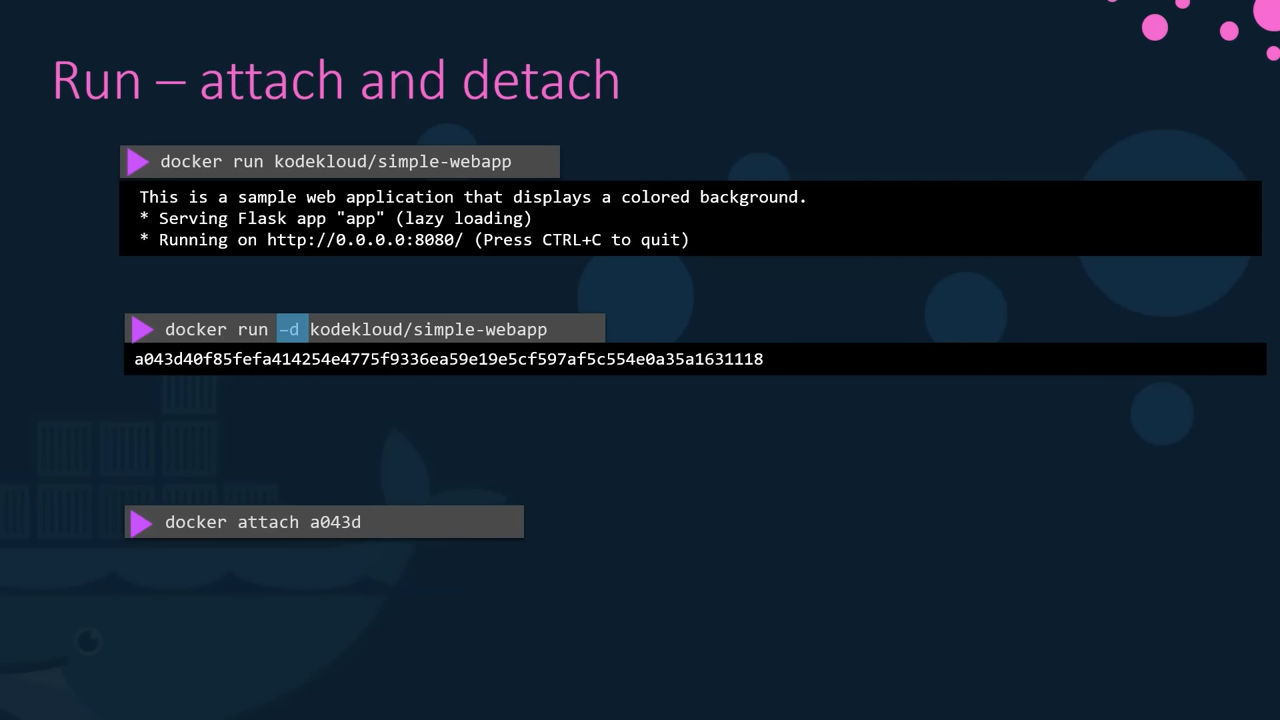 Run – attach and detach
docker run kodekloud/simple-webapp
This is a sample web application that displays a colored background.
* Serving Flask app "app" (lazy loading)
* Running on http://0.0.0.0:8080/ (Press CTRL+C to quit)
docker run –d kodekloud/simple-webapp
a043d40f85fefa414254e4775f9336ea59e19e5cf597af5c554e0a35a1631118
docker attach a043d